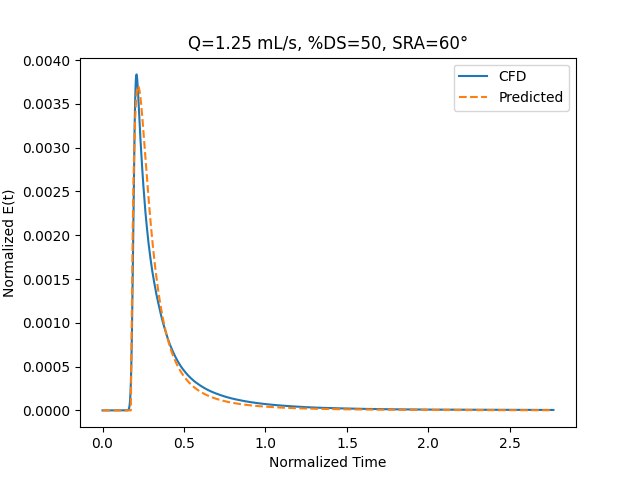 Q=1.25 mL/s, %DS=50, SRA=60°
CFD
Predicted
Normalized E(t)
0.0040
0.0035
0.0030
0.0025
0.0020
0.0015
0.0010
0.0005
0.0000
0.0 0.5 1.0 1.5 2.0 2.5
Normalized Time